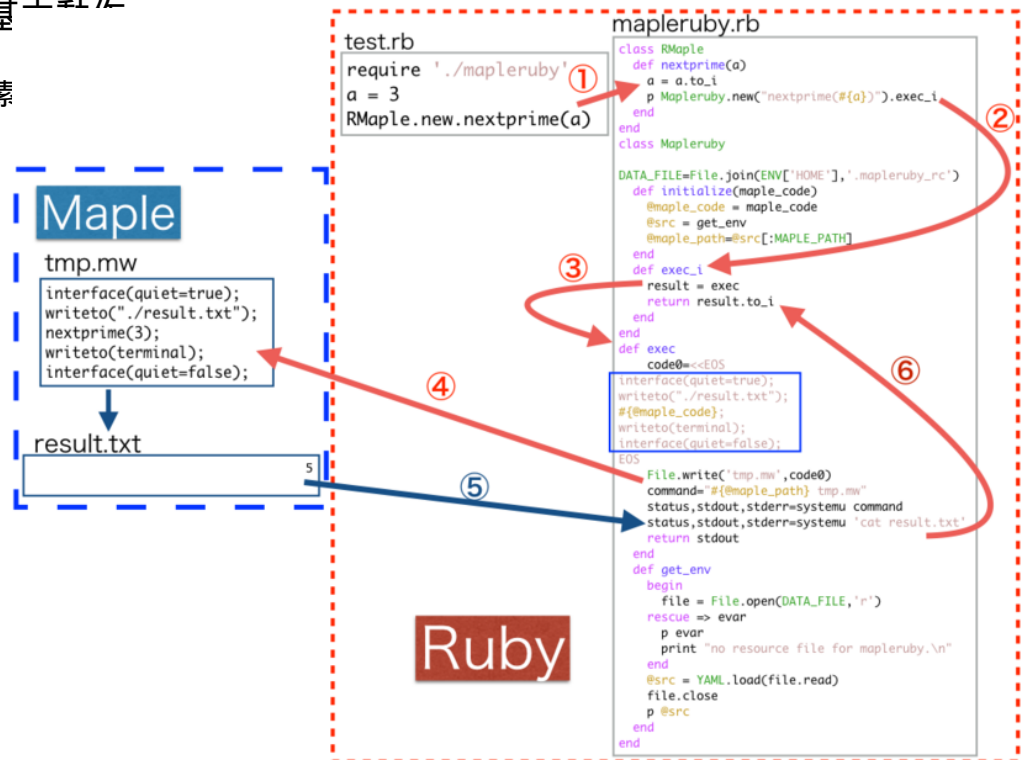 基本動作
test.rb
require './mapleruby'
a = 3
RMaple.new.nextprime(a)
①
mapleruby.rb
class RMaple
def nextprime(a)
a = a.to_i
p Mapleruby.new("nextprime(#{a})").exec_i
end
end
class Mapleruby
DATA_FILE=File.join(ENV['HOME'],'.mapleruby_rc')
def initialize(maple_code)
@maple_code = maple_code
@src = get_env
@maple_path=@src[:MAPLE_PATH]
end
def exec_i
result = exec
return result.to_i
end
end
def exec
code0=<<EOS
interface(quiet=true);
writeto("./result.txt");
#{@maple_code};
writeto(terminal);
interface(quiet=false);
EOS
File.write('tmp.mw',code0)
command="#{@maple_path} tmp.mw"
status,stdout,stderr=systemu command
status,stdout,stderr=systemu 'cat result.txt'
return stdout
end
def get_env
begin
file = File.open(DATA_FILE,'r')
rescue => evar
p evar
print "no resource file for mapleruby.\n"
end
@src = YAML.load(file.read)
file.close
p @src
end
end
②
③
④
⑤
⑥
Maple
tmp.mw
interface(quiet=true);
writeto("./result.txt");
nextprime(3);
writeto(terminal);
interface(quiet=false);
result.txt
5
Ruby